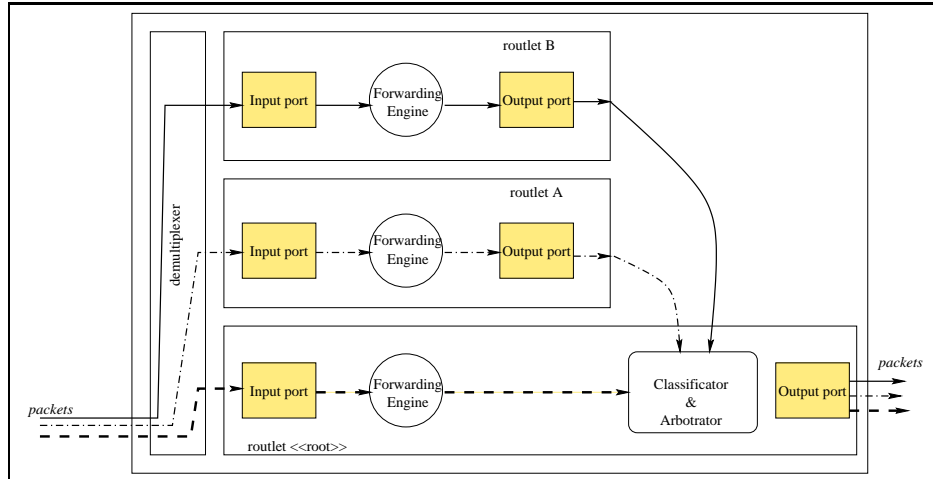 routlet B
Input port
Forwarding
Engine
Output port
routlet A
demultiplexer
Input port
Forwarding
Engine
Output port
packets
Input port
Forwarding
Engine
Classificator
&
Arbotrator
Output port
packets
routlet <<root>>